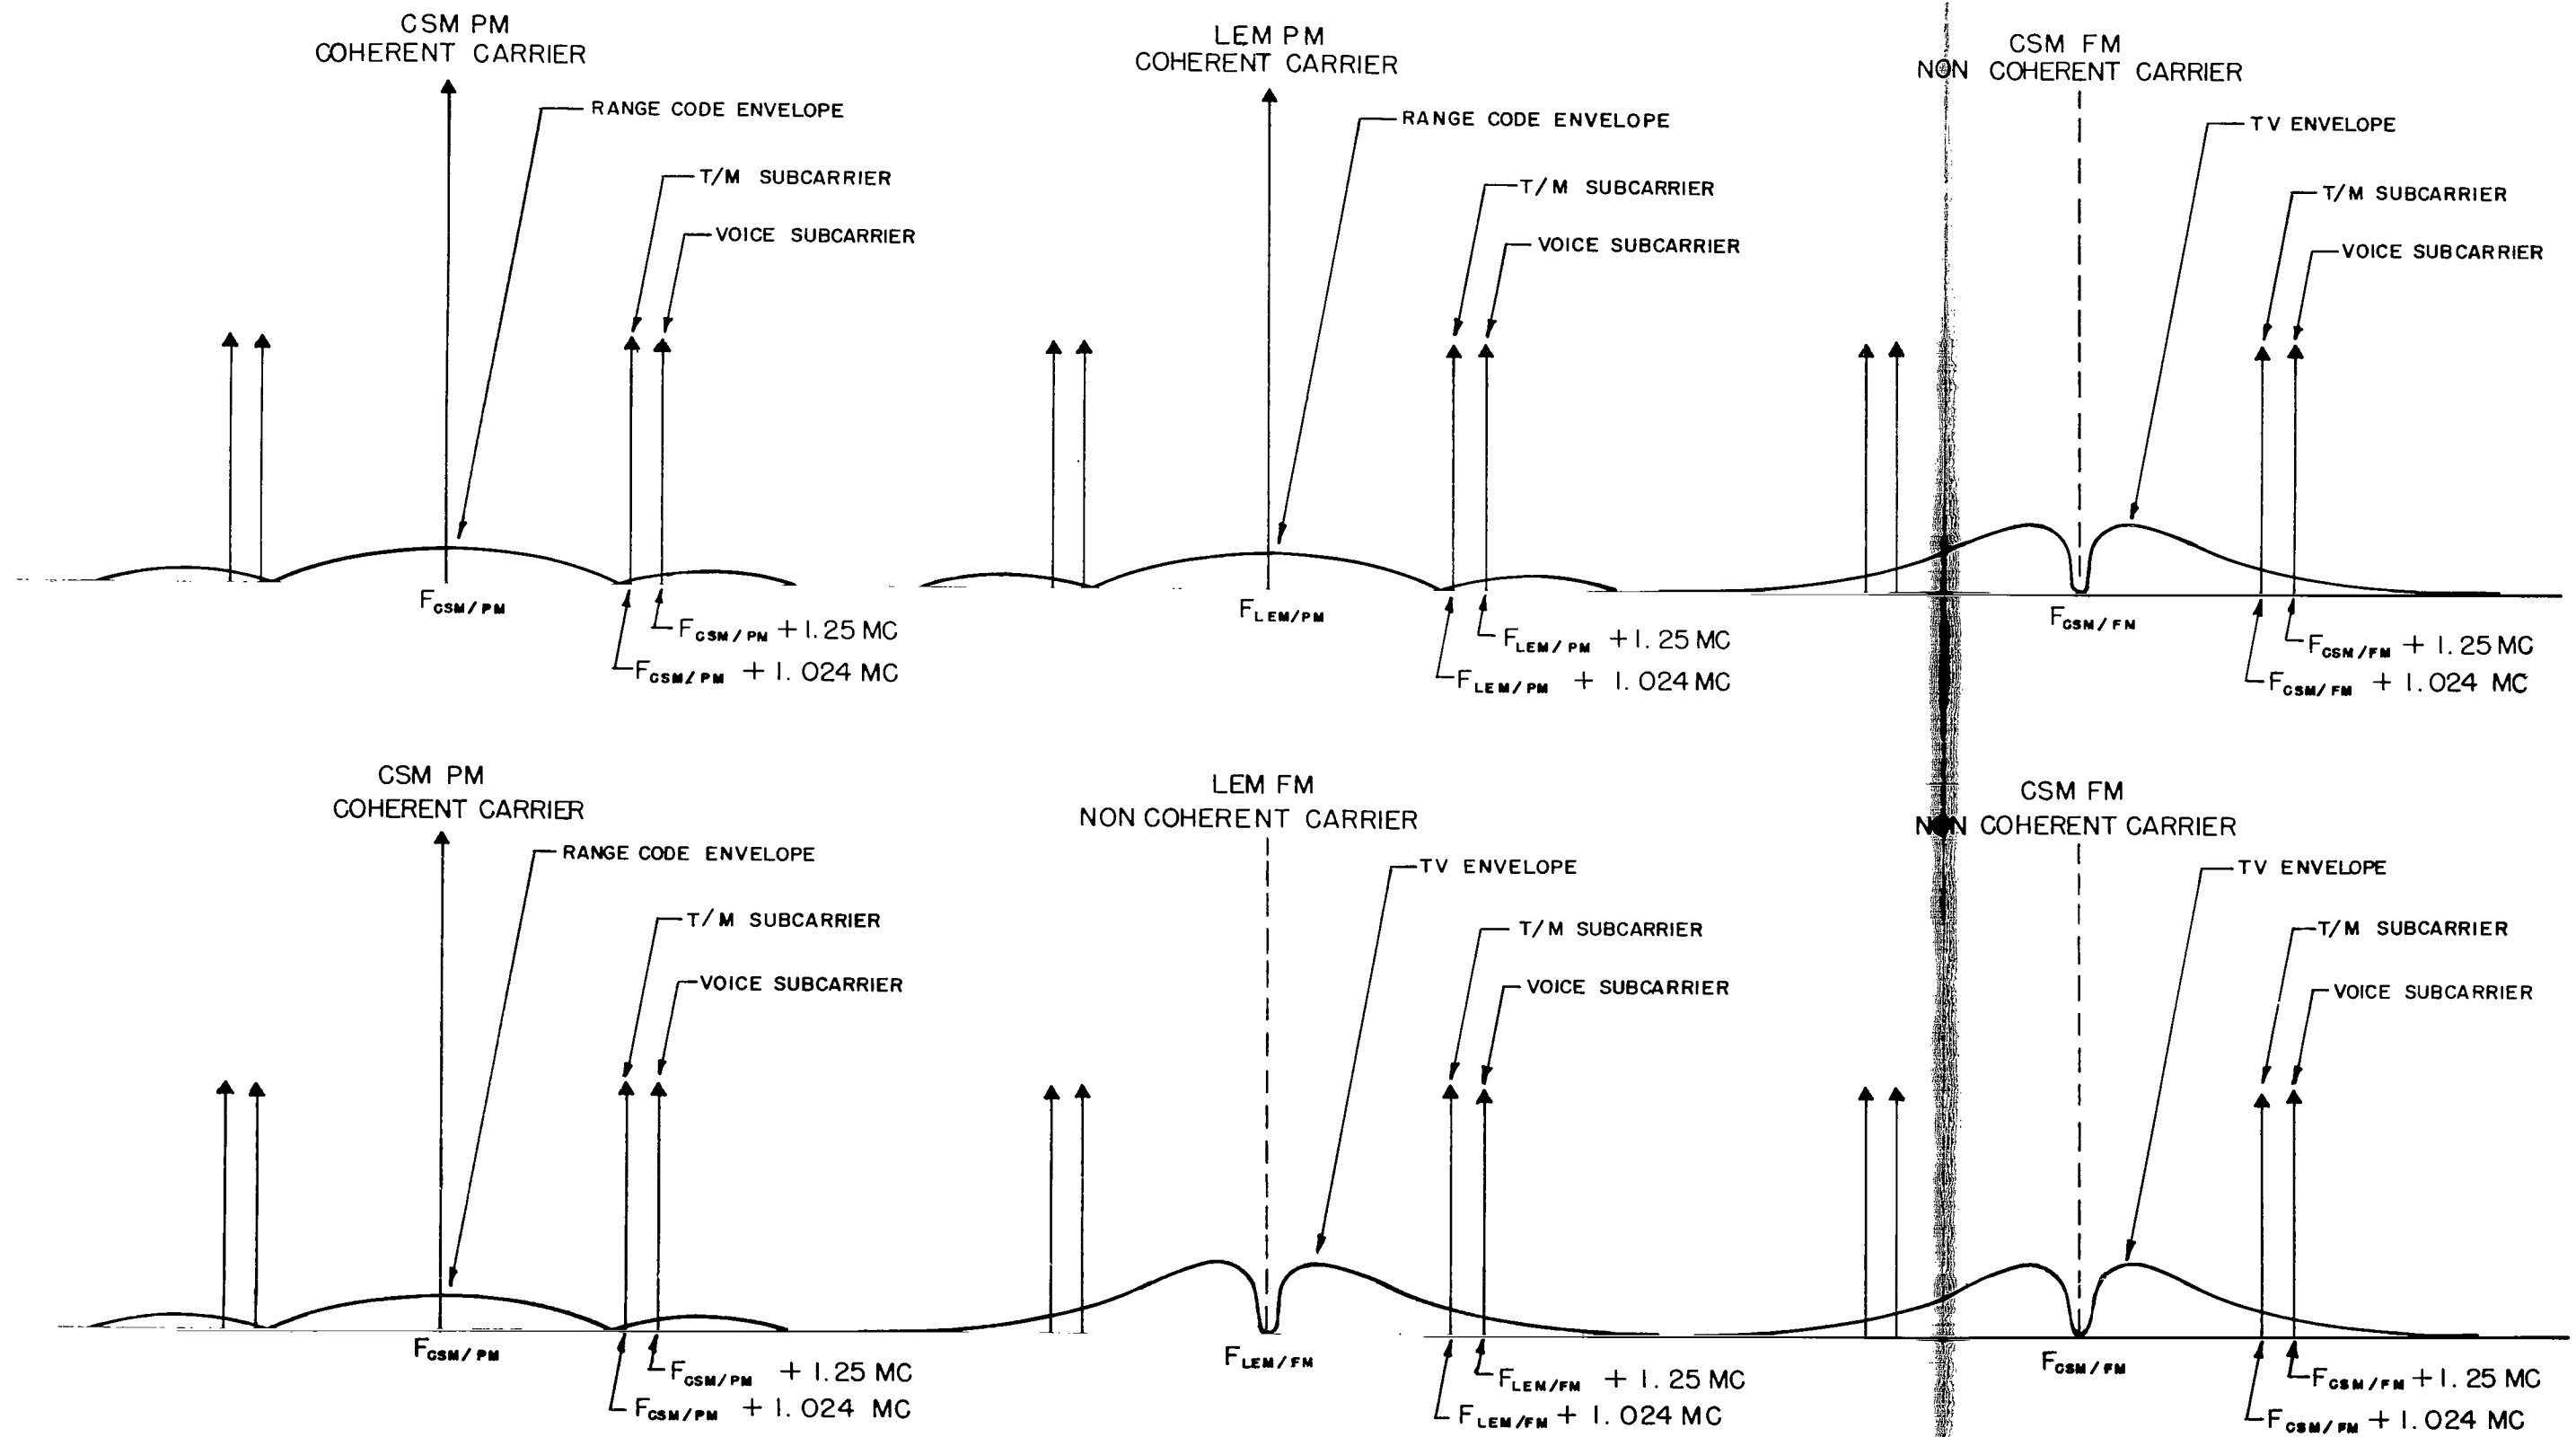 CSM PM
COHERENT CARRIER
RANGE CODE ENVELOPE
T/M SUBCARRIER
VOICE SUBCARRIER
FCSM/PM
FCSM/PM +1.25 MC
FCSM/PM +1.024 MC
LEM PM
COHERENT CARRIER
RANGE CODE ENVELOPE
T/M SUBCARRIER
VOICE SUBCARRIER
FLEM/PM
FLEM/PM +1.25 MC
FLEM/PM + 1.024 MC
CSM FM
NON COHERENT CARRIER
TV ENVELOPE
T/M SUBCARRIER
VOICE SUBCARRIER
FCSM/FM
FCSM/FM + 1.25 MC
FCSM/FM + 1.024 MC
CSM PM
COHERENT CARRIER
RANGE CODE ENVELOPE
T/M SUBCARRIER
VOICE SUBCARRIER
FCSM/PM
FCSM/PM +1.25 MC
FCSM/PM +1.024 MC
LEM FM
NON COHERENT CARRIER
TV ENVELOPE
T/M SUBCARRIER
VOICE SUBCARRIER
FLEM/FM
FLEM/FM + 1.25 MC
FLEM/FM + 1.024 MC
CSM FM
NON COHERENT CARRIER
TV ENVELOPE
T/M SUBCARRIER
VOICE SUBCARRIER
FCSM/FM
FCSM/FM +1.25 MC
FCSM/FM + 1.024 MC